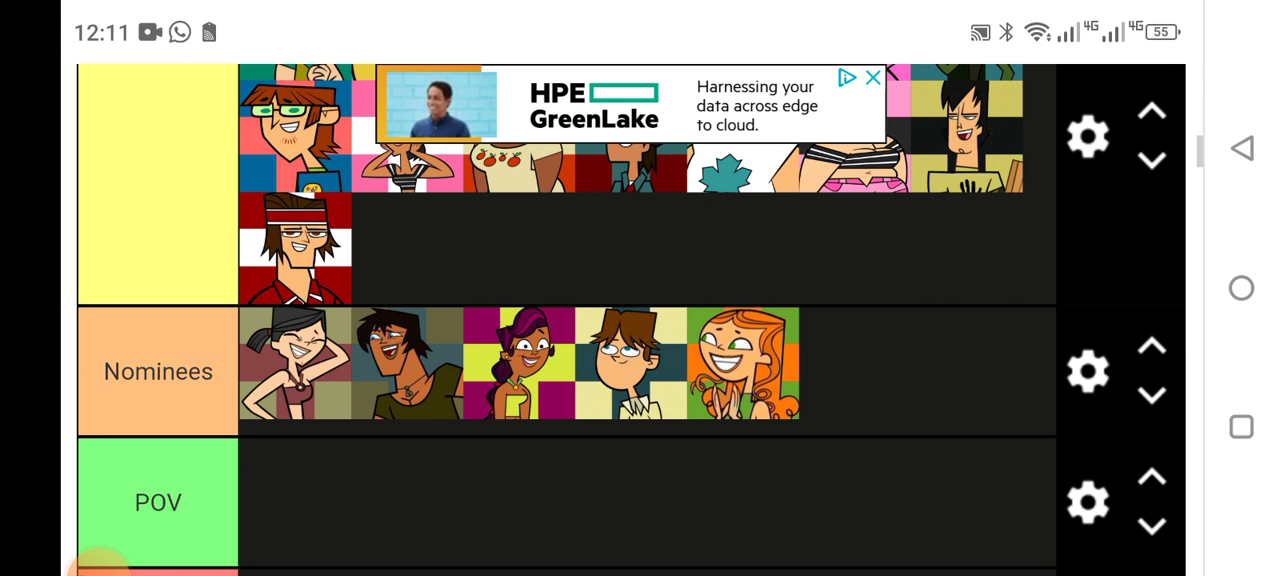 12:11
4G
4G
55
HPE
GreenLake
Harnessing your
data across edge
to cloud.
Nominees
POV